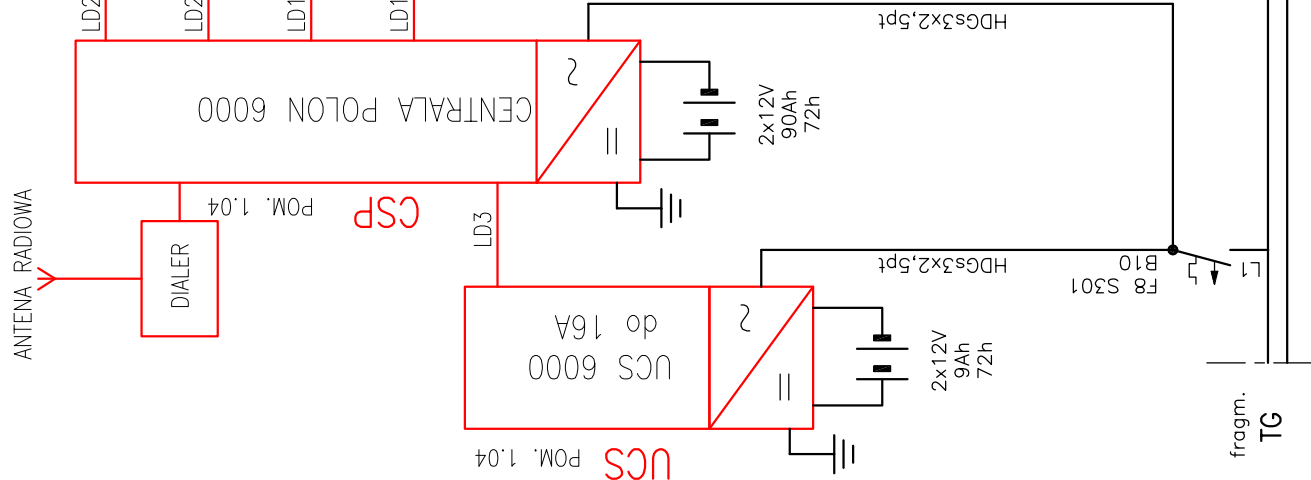 LD2
LD2
LD1
LD1
HDGs3x2,5pt
CENTRALA POLON 6000
2x12V
90Ah
72h
ANTENA RADIOWA
DIALER
POM. 1.04
CSP
LD3
HDGs3x2,5pt
F8 S301
B10
L1
UCS 6000
do 16A
2x12V
9Ah
72h
UCS
POM. 1.04
fragm.
TG